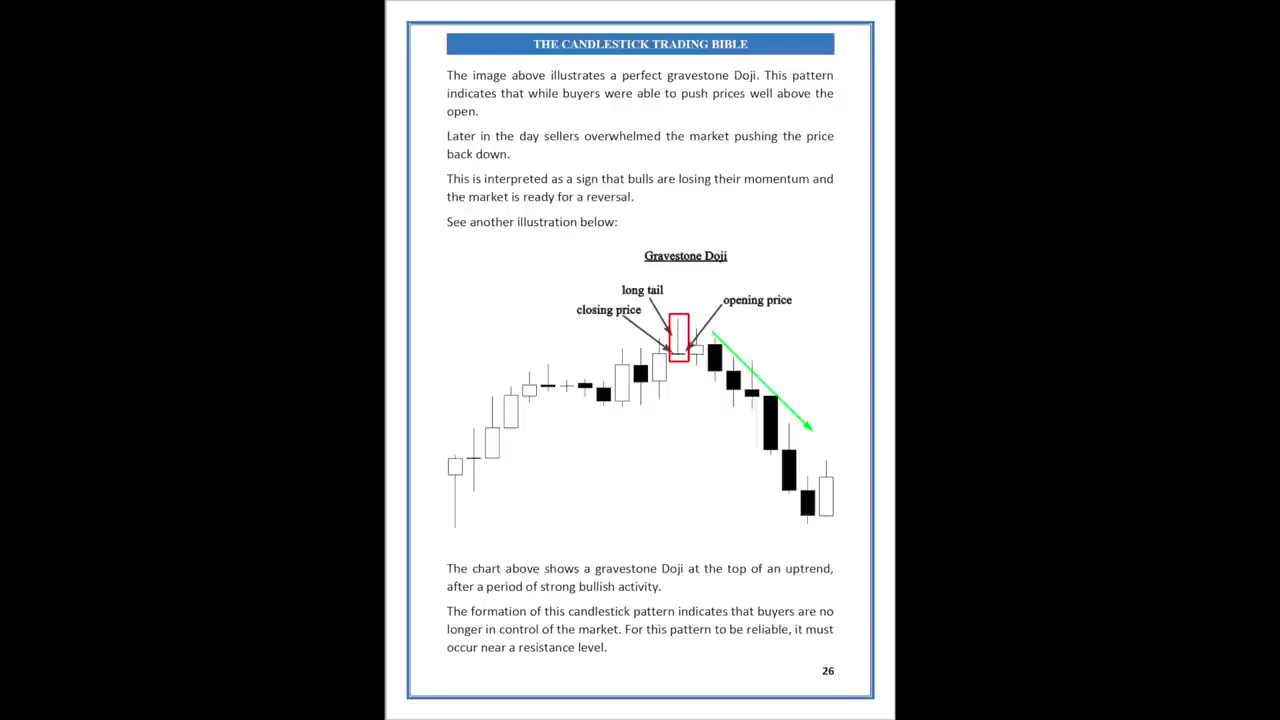 THE CANDLESTICK TRADING BIBLE
The image above illustrates a perfect gravestone Doji. This pattern
indicates that while buyers were able to push prices well above the
open.
Later in the day sellers overwhelmed the market pushing the price
back down.
This is interpreted as a sign that bulls are losing their momentum and
the market is ready for a reversal.
See another illustration below:
Gravestone Doji
long tail
closing price
opening price
The chart above shows a gravestone Doji at the top of an uptrend,
after a period of strong bullish activity.
The formation of this candlestick pattern indicates that buyers are no
longer in control of the market. For this pattern to be reliable, it must
occur near a resistance level.
26